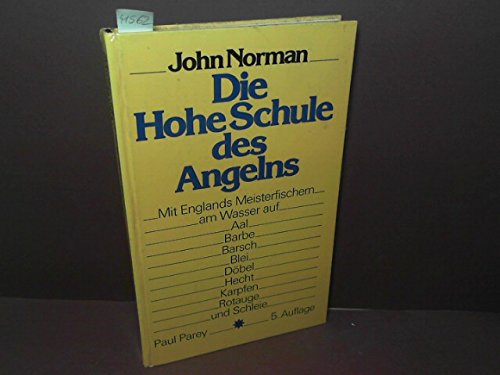 4562
John Norman
Die
Hohe Schule
des
Angelns
Mit Englands Meisterfischern
am Wasser auf
Aal
Barbe
Barsch
Blei
Döbel
Hecht
Karpfen
Rotauge
und Schleie
Paul Parey 5. Auflage